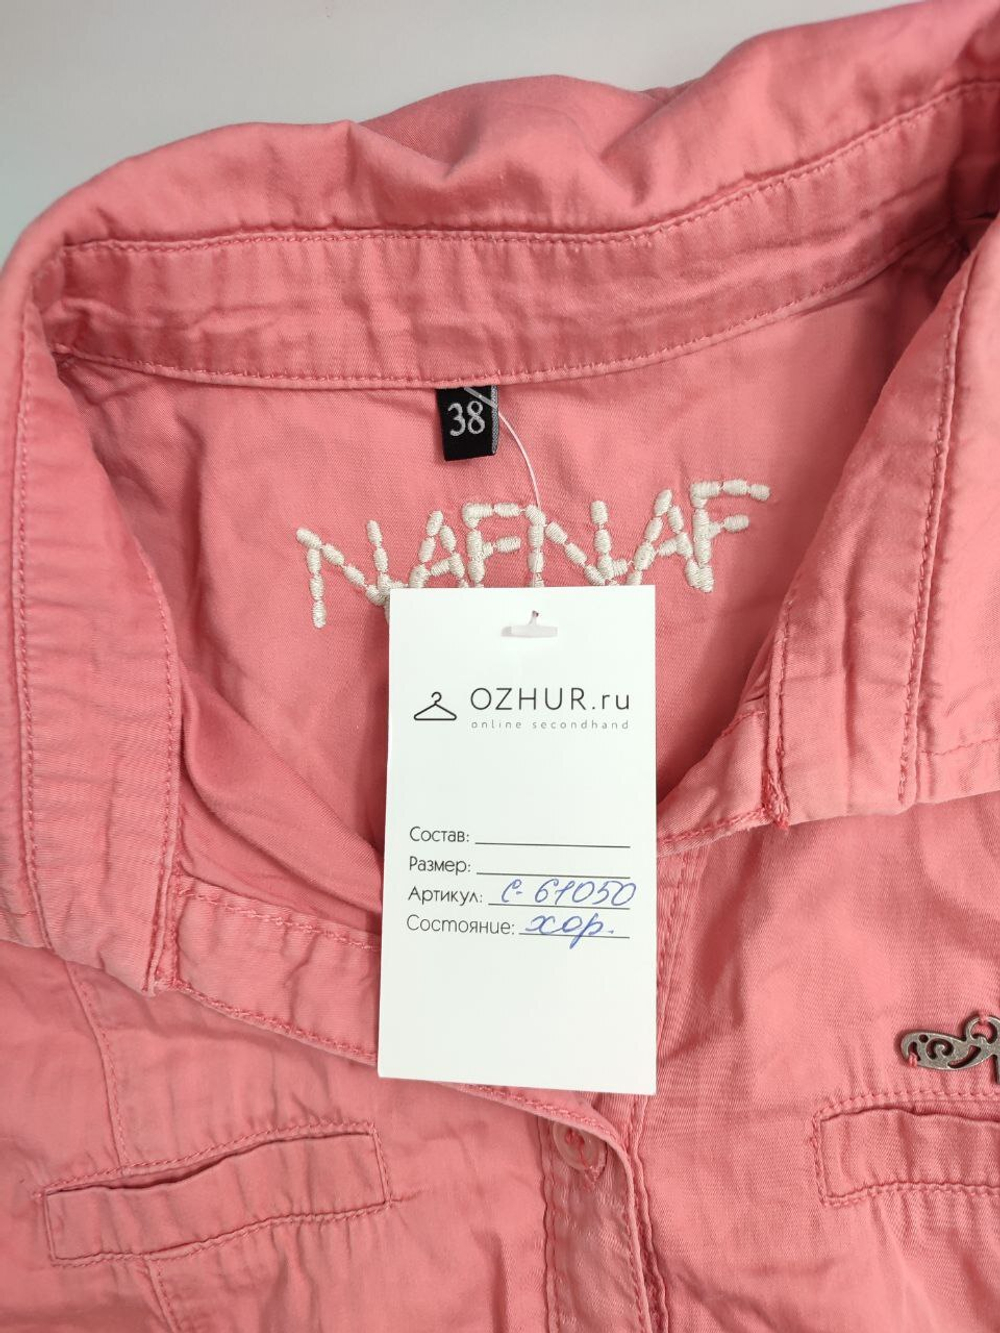 38
NAFNAF
OZHUR.ru
online secondhand
Состав:
Размер:
Артикул: С-61050
Состояние: хор.